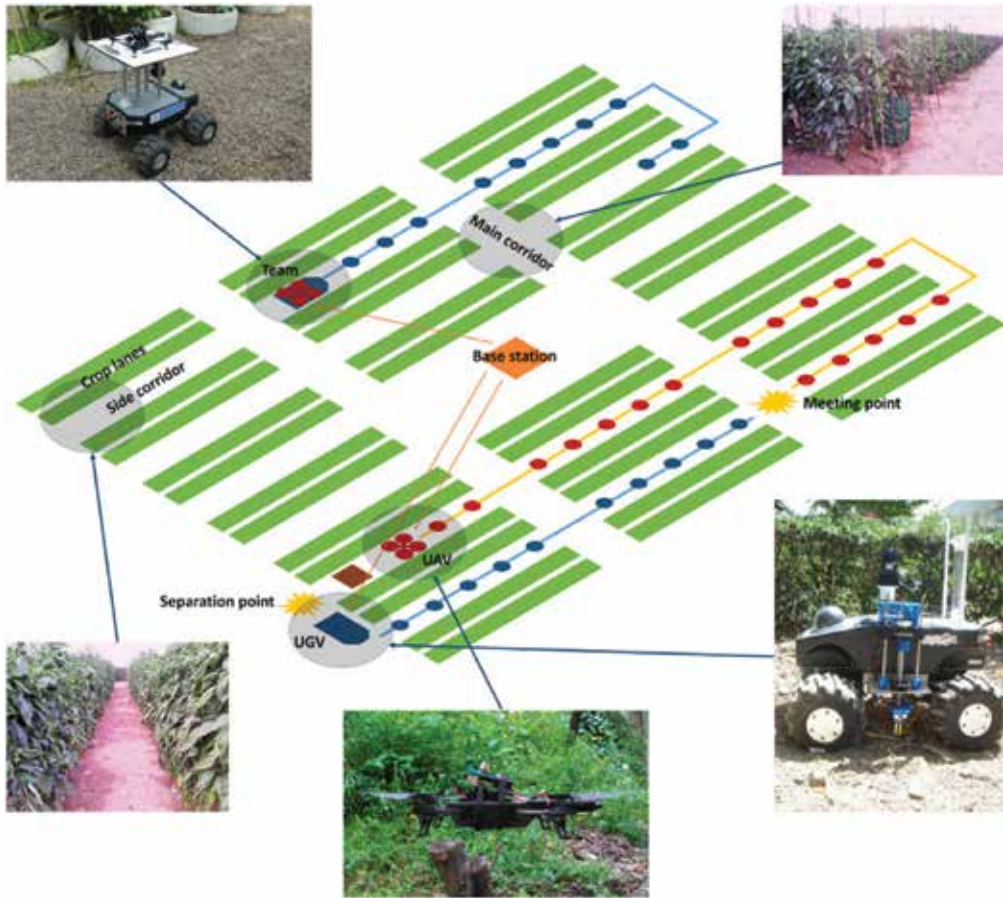 Main corridor
Team
Base station
Crop lanes
Side corridor
Meeting point
UAV
Separation point
UGV